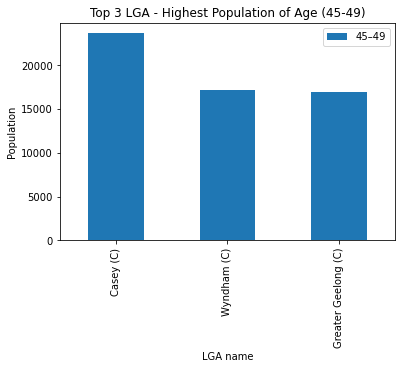 Top 3 LGA - Highest Population of Age (45-49)
45–49
Population
20000
15000
10000
5000
0
Casey (C)
Wyndham (C)
Greater Geelong (C)
LGA name